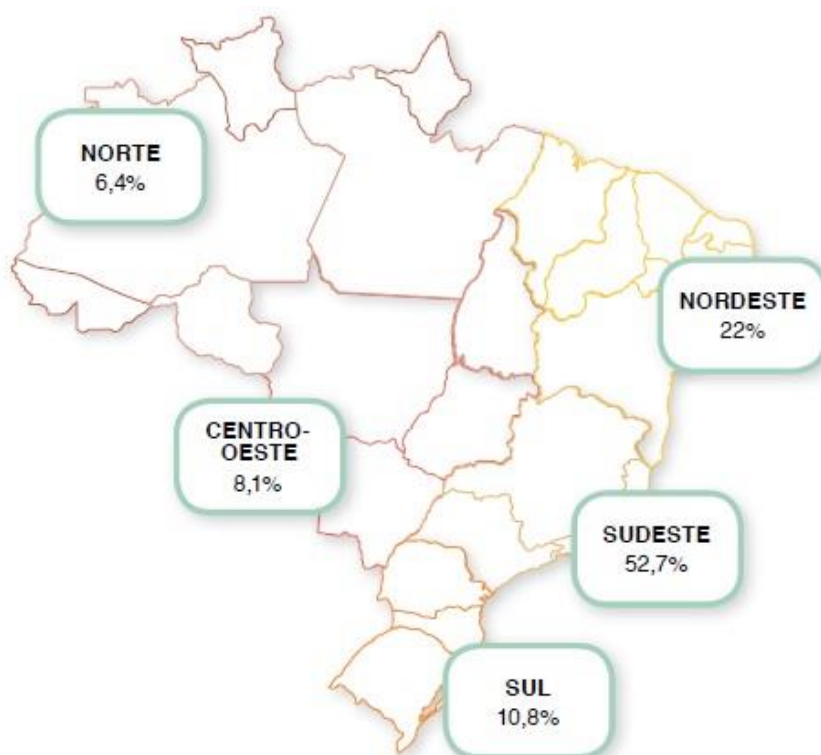 NORTE
6,4%
NORDESTE
22%
CENTRO-
OESTE
8,1%
SUDESTE
52,7%
SUL
10,8%